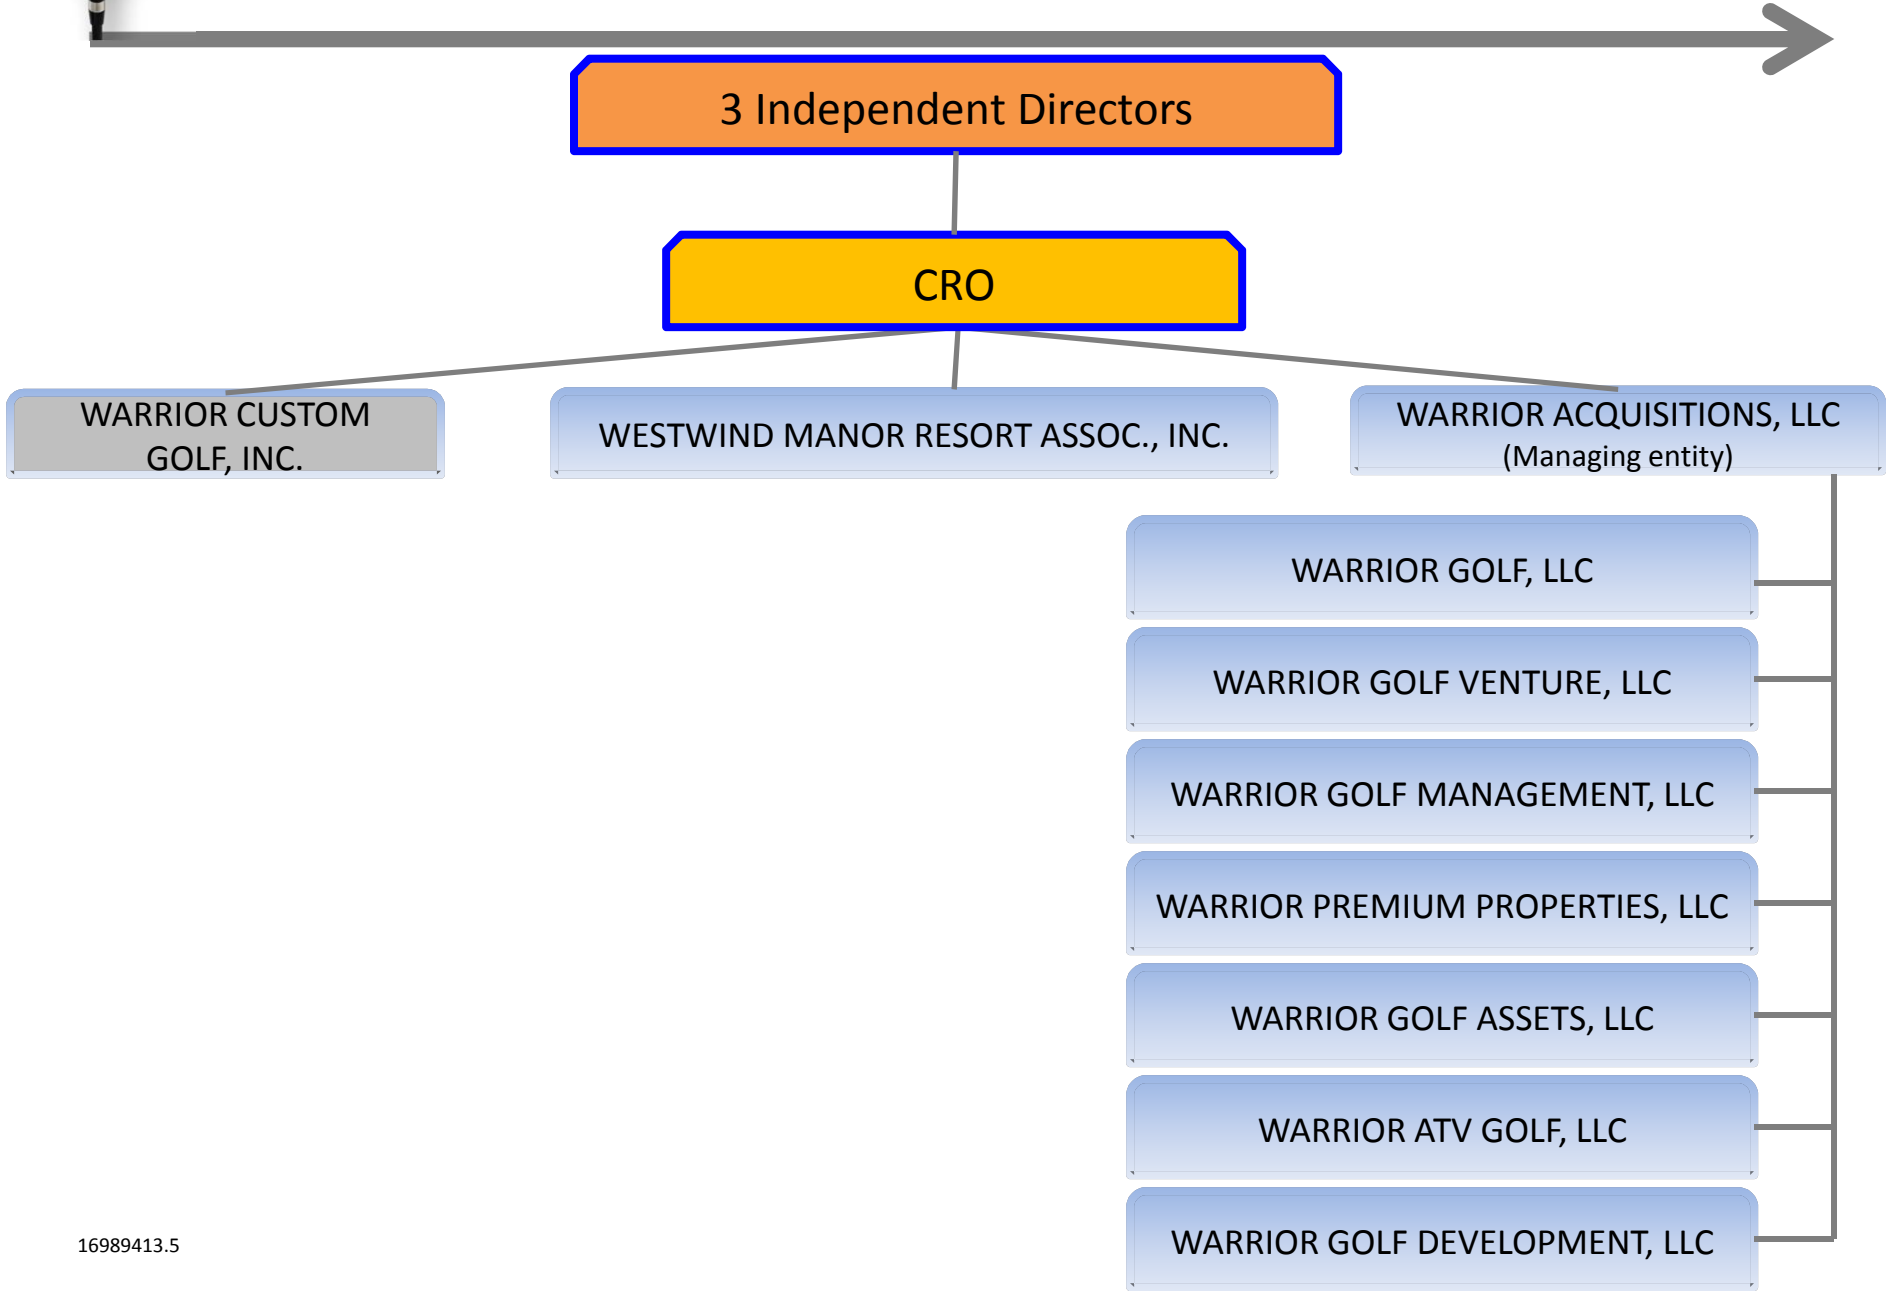 3 Independent Directors
CRO
WARRIOR CUSTOM
GOLF, INC.
WESTWIND MANOR RESORT ASSOC., INC.
WARRIOR ACQUISITIONS, LLC
(Managing entity)
WARRIOR GOLF, LLC
WARRIOR GOLF VENTURE, LLC
WARRIOR GOLF MANAGEMENT, LLC
WARRIOR PREMIUM PROPERTIES, LLC
WARRIOR GOLF ASSETS, LLC
WARRIOR ATV GOLF, LLC
WARRIOR GOLF DEVELOPMENT, LLC
16989413.5